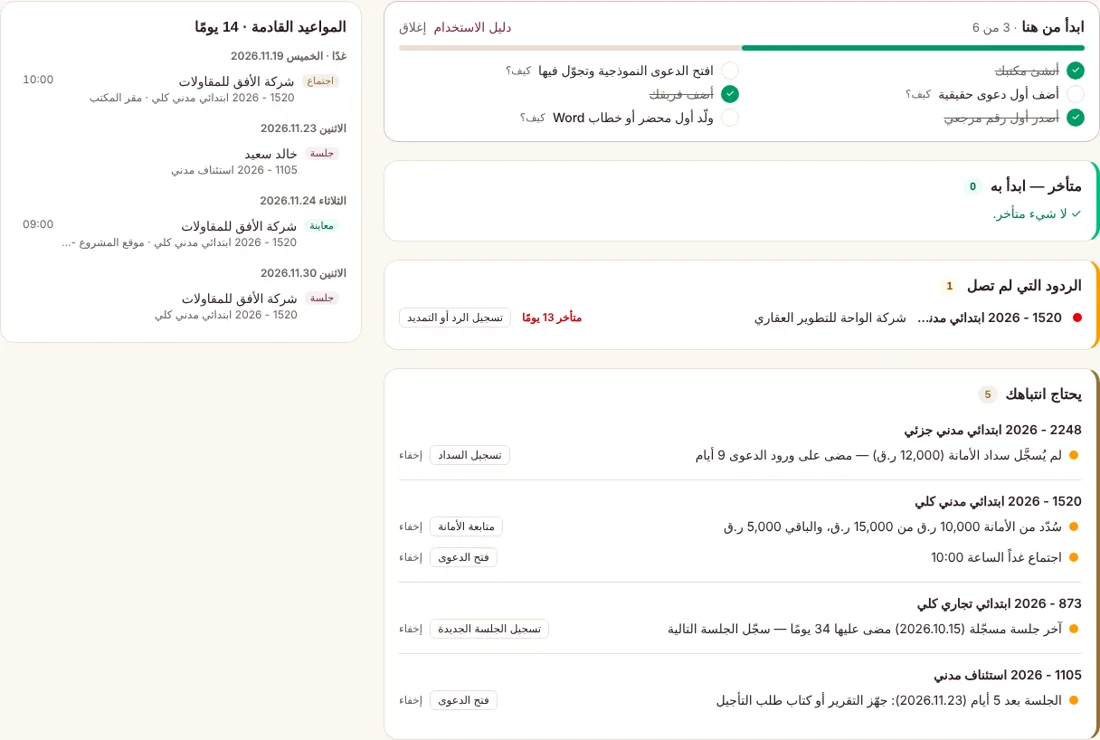 ابدأ من هنا · 3 من 6
دليل الاستخدام
إغلاق
أنشئ مكتبك
افتح الدعوى النموذجية وتجوّل فيها كيف؟
أضف أول دعوى حقيقية كيف؟
أضف فريقك
أصدر أول رقم مرجعي
ولّد أول محضر أو خطاب Word كيف؟
متأخر — ابدأ به 0
✓ لا شيء متأخر.
الردود التي لم تصل 1
1520 - 2026 ابتدائي مدنـ... شركة الواحة للتطوير العقاري متأخر 13 يومًا تسجيل الرد أو التمديد
يحتاج انتباهك 5
2248 - 2026 ابتدائي مدني جزئي
لم يُسجَّل سداد الأمانة (12,000 ر.ق) — مضى على ورود الدعوى 9 أيام تسجيل السداد إخفاء
1520 - 2026 ابتدائي مدني كلي
سُدّد من الأمانة 10,000 ر.ق من 15,000 ر.ق، والباقي 5,000 ر.ق متابعة الأمانة إخفاء
اجتماع غداً الساعة 10:00 فتح الدعوى إخفاء
873 - 2026 ابتدائي تجاري كلي
آخر جلسة مسجّلة (2026.10.15) مضى عليها 34 يومًا — سجّل الجلسة التالية تسجيل الجلسة الجديدة إخفاء
1105 - 2026 استئناف مدني
الجلسة بعد 5 أيام (2026.11.23): جهّز التقرير أو كتاب طلب التأجيل فتح الدعوى إخفاء
المواعيد القادمة · 14 يومًا
غدًا · الخميس 2026.11.19
اجتماع شركة الأفق للمقاولات 10:00
1520 - 2026 ابتدائي مدني كلي · مقر المكتب
الاثنين 2026.11.23
جلسة خالد سعيد
1105 - 2026 استئناف مدني
الثلاثاء 2026.11.24
معاينة شركة الأفق للمقاولات 09:00
1520 - 2026 ابتدائي مدني كلي · موقع المشروع -...
الاثنين 2026.11.30
جلسة شركة الأفق للمقاولات
1520 - 2026 ابتدائي مدني كلي